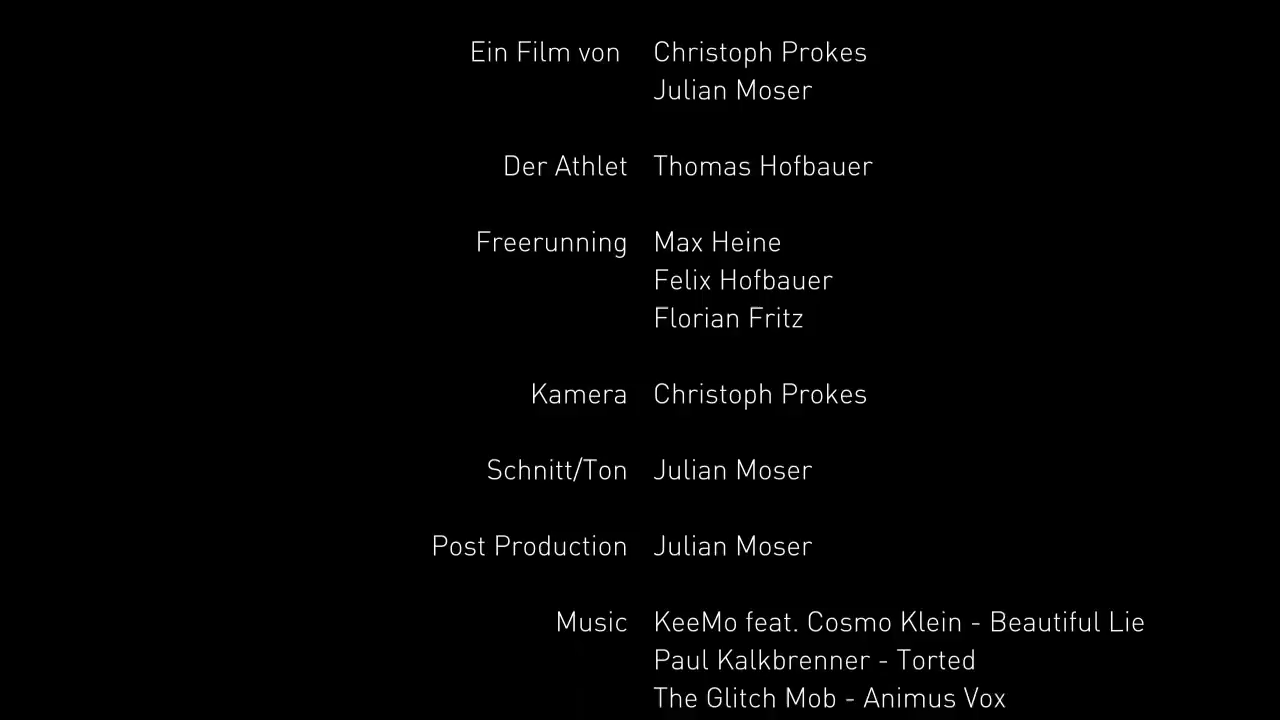 Ein Film von Christoph Prokes
Julian Moser
Der Athlet Thomas Hofbauer
Freerunning Max Heine
Felix Hofbauer
Florian Fritz
Kamera Christoph Prokes
Schnitt/Ton Julian Moser
Post Production Julian Moser
Music KeeMo feat. Cosmo Klein - Beautiful Lie
Paul Kalkbrenner - Torted
The Glitch Mob - Animus Vox